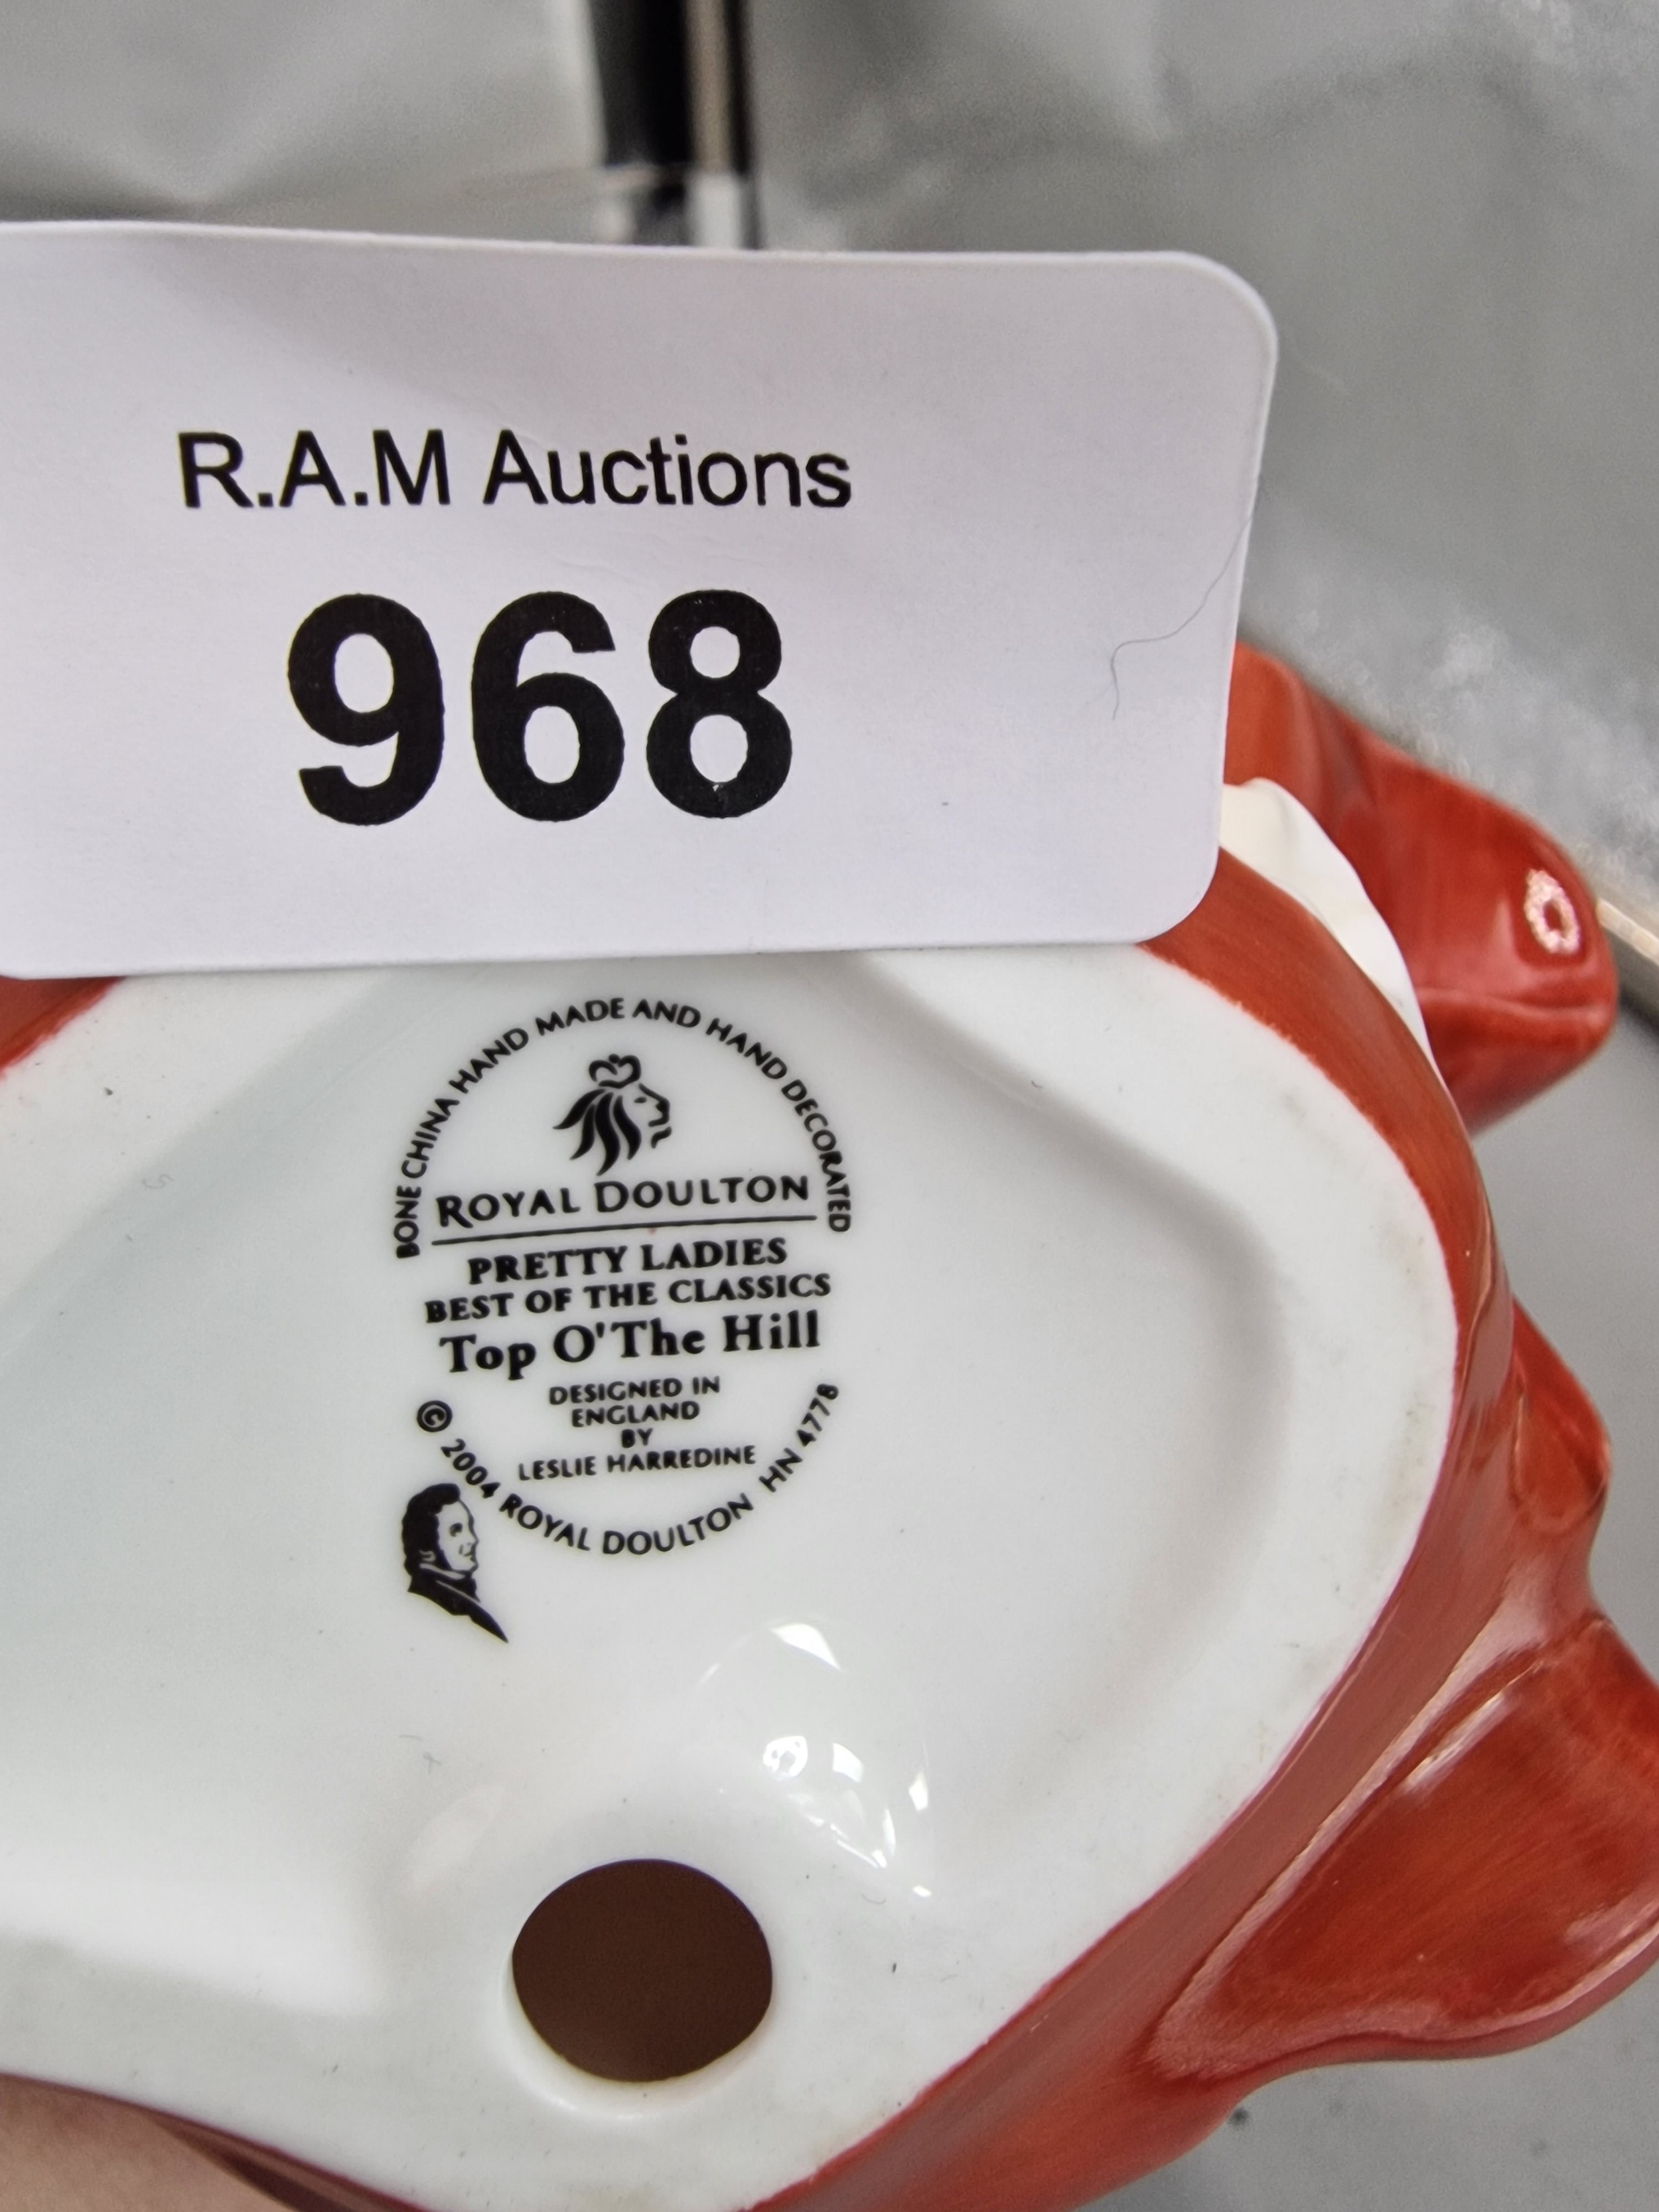 R.A.M Auctions
968
BONE CHINA HAND MADE AND HAND DECORATED
ROYAL DOULTON
PRETTY LADIES
BEST OF THE CLASSICS
Top O'The Hill
DESIGNED IN
ENGLAND
BY
LESLIE HARREDINE
© 2004 ROYAL DOULTON HN 4778